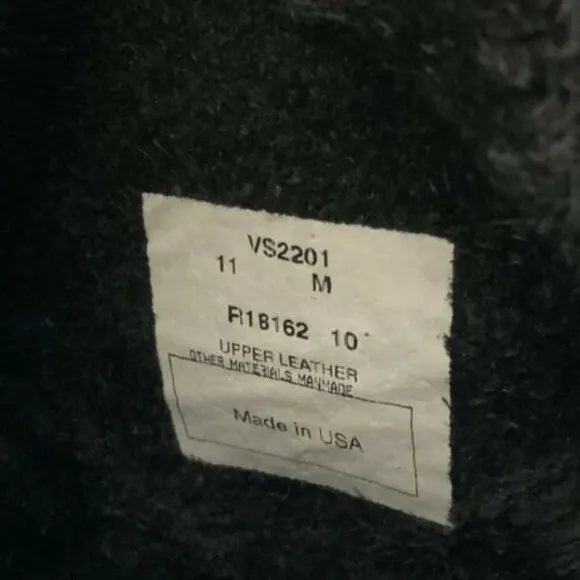 VS2201
11 M
R18162 10
UPPER LEATHER
OTHER MATERIALS MANMADE
Made in USA